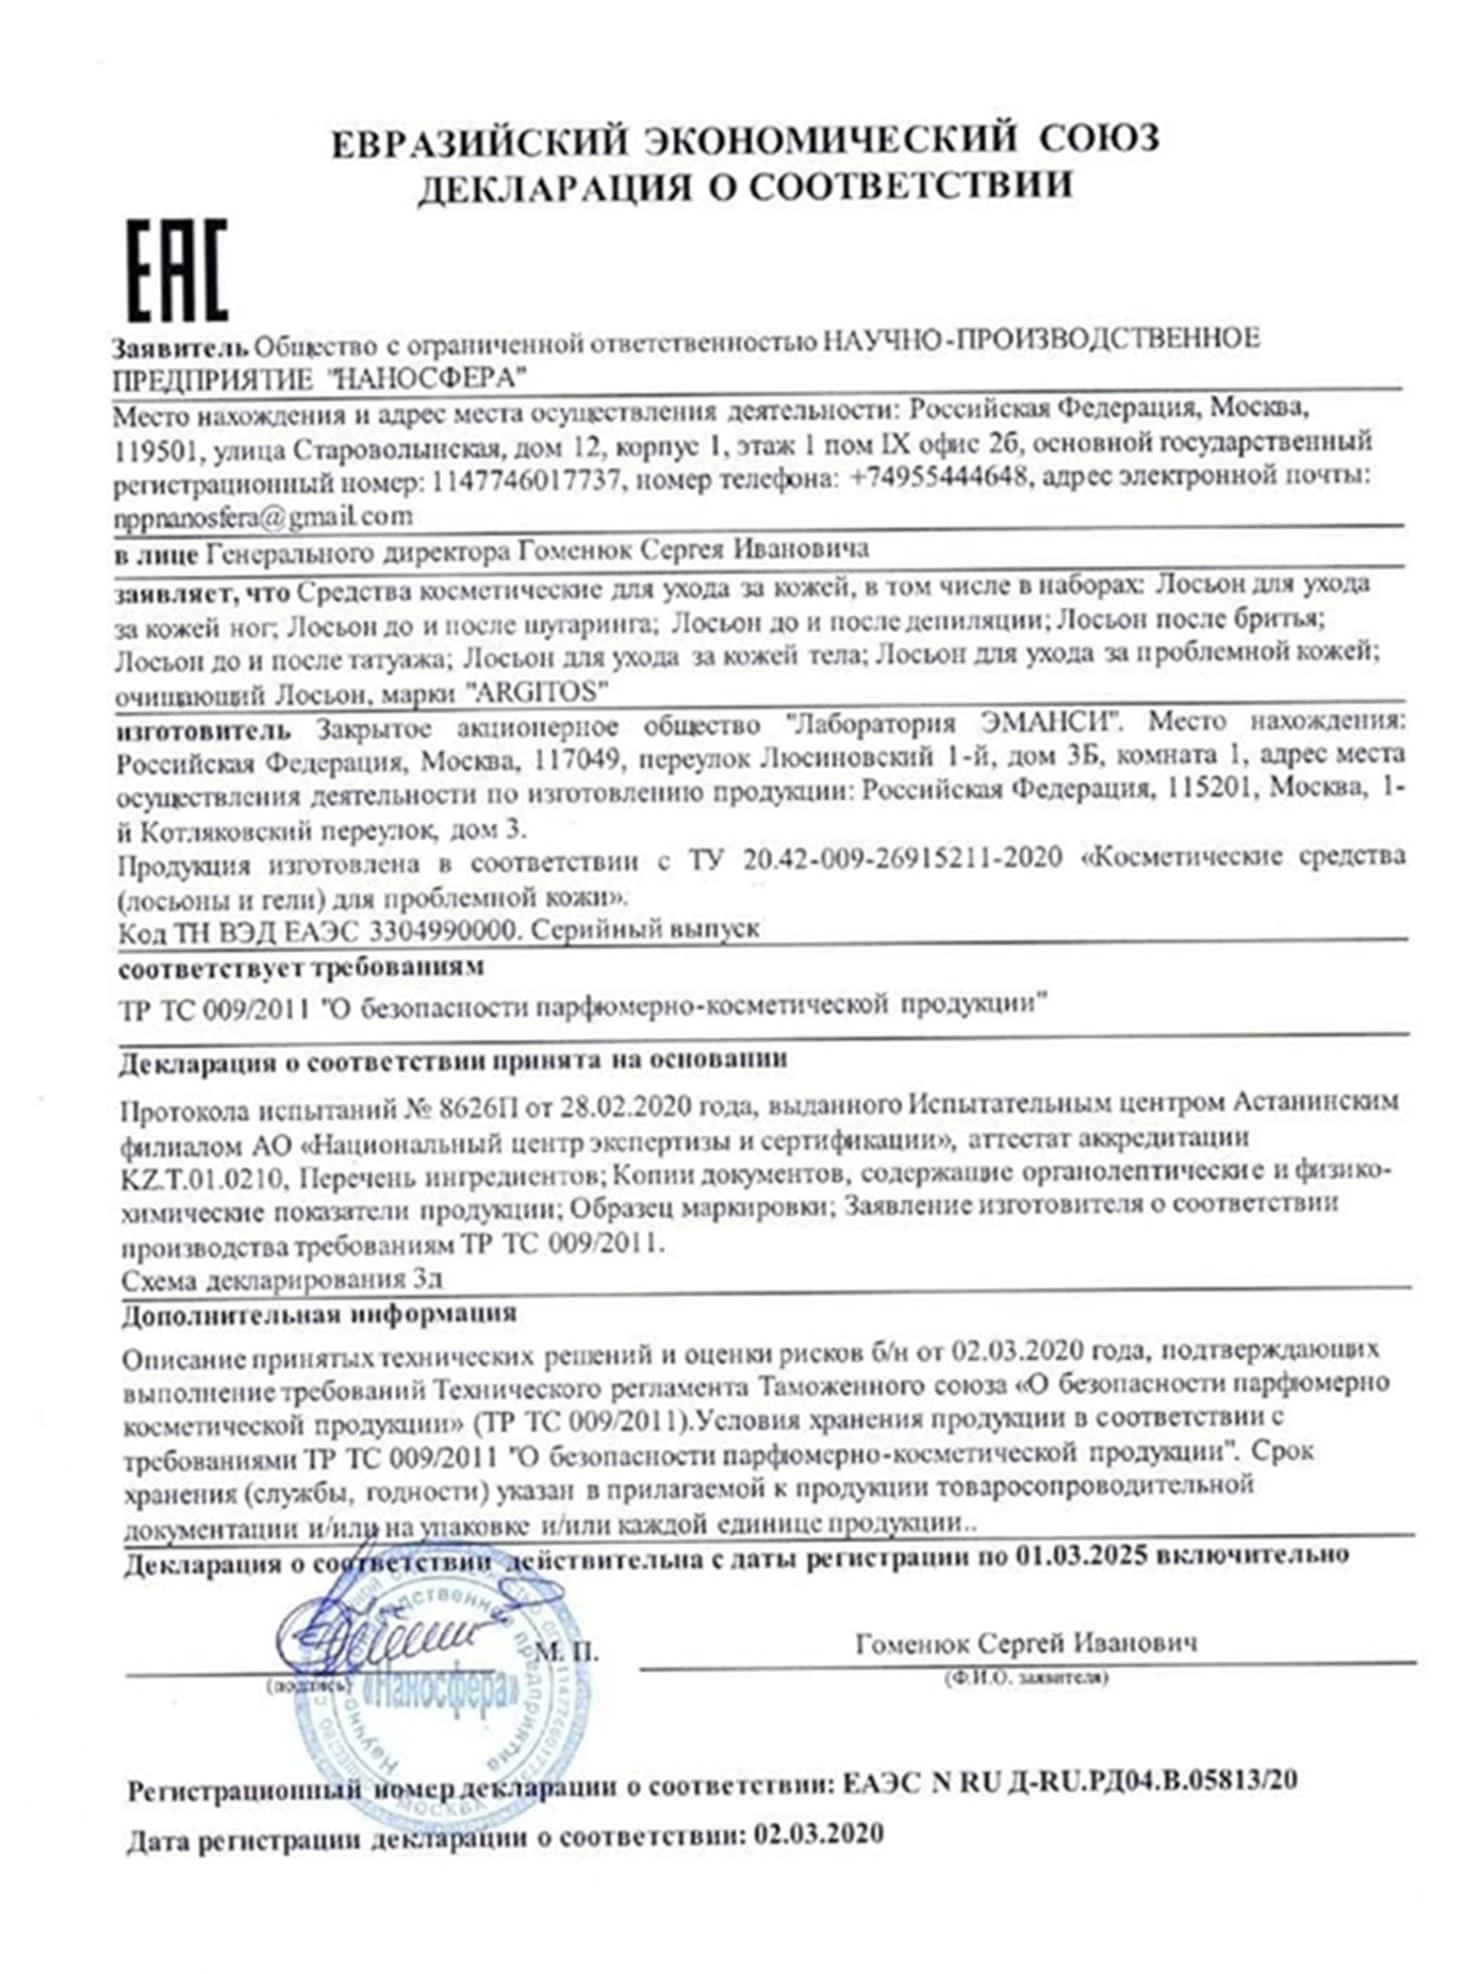 ЕВРАЗИЙСКИЙ ЭКОНОМИЧЕСКИЙ СОЮЗ
ДЕКЛАРАЦИЯ О СООТВЕТСТВИИ
ЕАС
Заявитель Общество с ограниченной ответственностью НАУЧНО-ПРОИЗВОДСТВЕННОЕ
ПРЕДПРИЯТИЕ "НАНОСФЕРА"
Место нахождения и адрес места осуществления деятельности: Российская Федерация, Москва,
119501, улица Староволынская, дом 12, корпус 1, этаж 1 пом IX офис 2б, основной государственный
регистрационный номер: 1147746017737, номер телефона: +74955444648, адрес электронной почты:
nppnanosfera@gmail.com
в лице Генерального директора Гоменюк Сергея Ивановича
заявляет, что Средства косметические для ухода за кожей, в том числе в наборах: Лосьон для ухода
за кожей ног; Лосьон до и после шугаринга; Лосьон до и после депиляции; Лосьон после бритья;
Лосьон до и после татуажа; Лосьон для ухода за кожей тела; Лосьон для ухода за проблемной кожей;
очищающий Лосьон, марки "ARGITOS"
изготовитель Закрытое акционерное общество "Лаборатория ЭМАНСИ". Место нахождения:
Российская Федерация, Москва, 117049, переулок Люсиновский 1-й, дом 3Б, комната 1, адрес места
осуществления деятельности по изготовлению продукции: Российская Федерация, 115201, Москва, 1-
й Котляковский переулок, дом 3.
Продукция изготовлена в соответствии с ТУ 20.42-009-26915211-2020 «Косметические средства
(лосьоны и гели) для проблемной кожи».
Код ТН ВЭД ЕАЭС 3304990000. Серийный выпуск
соответствует требованиям
ТР ТС 009/2011 "О безопасности парфюмерно-косметической продукции"
Декларация о соответствии принята на основании
Протокола испытаний № 8626П от 28.02.2020 года, выданного Испытательным центром Астанинским
филиалом АО «Национальный центр экспертизы и сертификации», аттестат аккредитации
KZ.T.01.0210, Перечень ингредиентов; Копии документов, содержащие органолептические и физико-
химические показатели продукции; Образец маркировки; Заявление изготовителя о соответствии
производства требованиям ТР ТС 009/2011.
Схема декларирования 3д
Дополнительная информация
Описание принятых технических решений и оценки рисков б/н от 02.03.2020 года, подтверждающих
выполнение требований Технического регламента Таможенного союза «О безопасности парфюмерно
косметической продукции» (ТР ТС 009/2011).Условия хранения продукции в соответствии с
требованиями ТР ТС 009/2011 "О безопасности парфюмерно-косметической продукции". Срок
хранения (службы, годности) указан в прилагаемой к продукции товаросопроводительной
документации и/или на упаковке и/или каждой единице продукции..
Декларация о соответствии действительна с даты регистрации по 01.03.2025 включительно
М. П.
Гоменюк Сергей Иванович
(подпись)
(Ф.И.О. заявителя)
«Наносфера»
Научно-
предприятие
МОСКВА
Регистрационный номер декларации о соответствии: ЕАЭС N RU Д-RU.РД04.В.05813/20
Дата регистрации декларации о соответствии: 02.03.2020